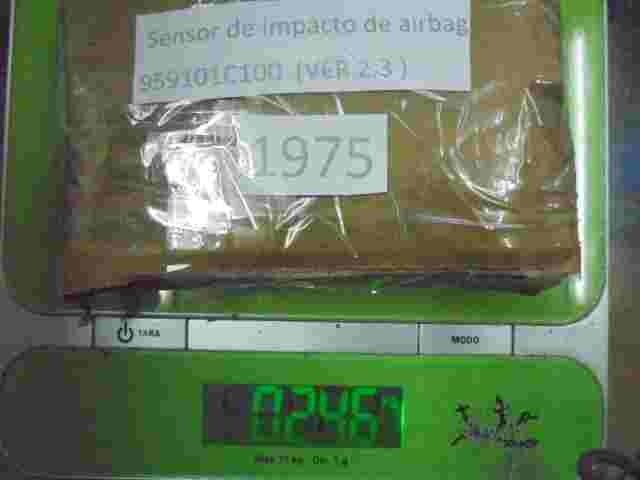 Sensor de impacto de airbag
959101C100 (VER 2.3 )
1975
TARA
MODO
0246